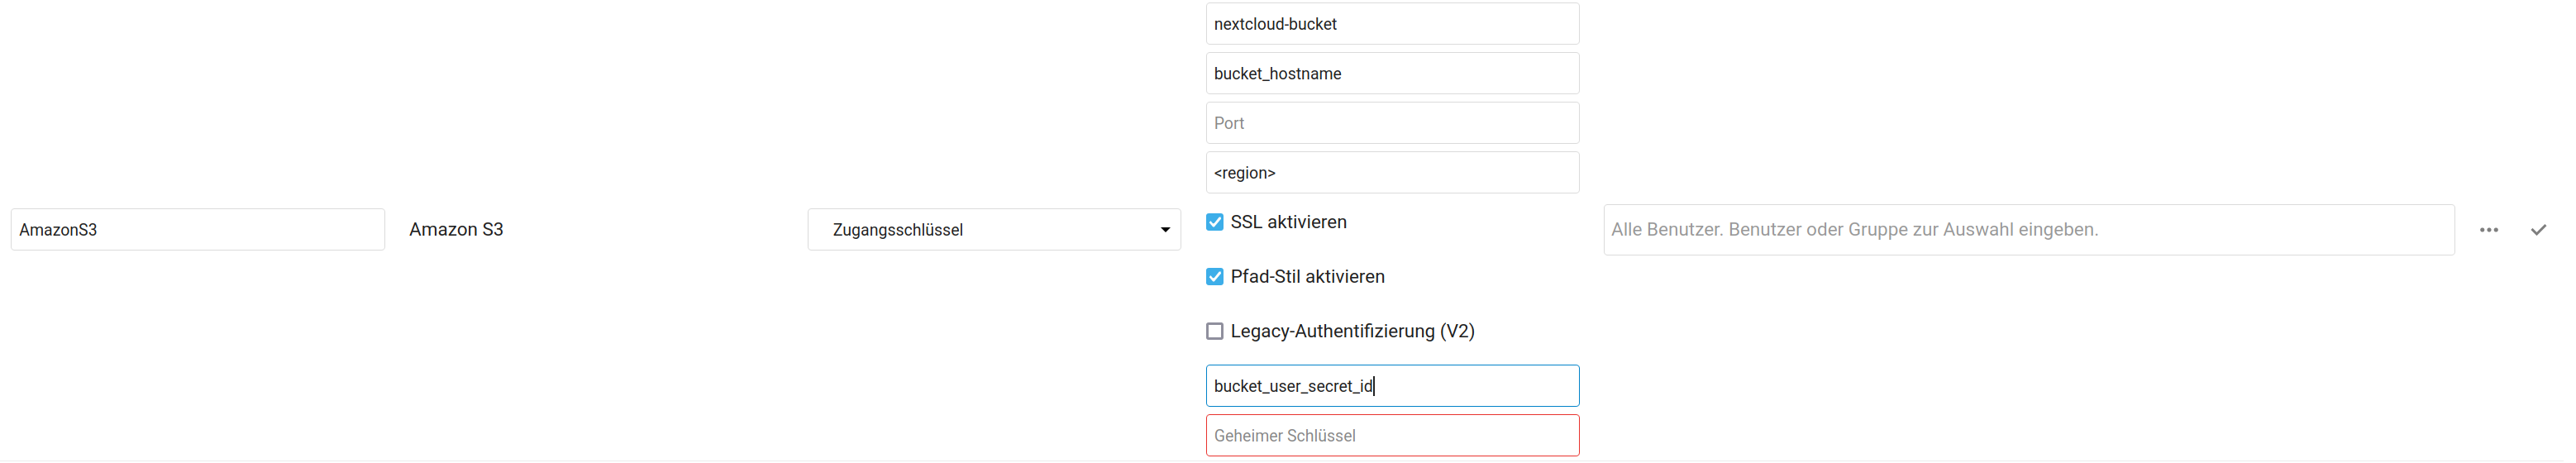 nextcloud-bucket
bucket_hostname
Port
<region>
AmazonS3
Amazon S3
Zugangsschlüssel
SSL aktivieren
Alle Benutzer. Benutzer oder Gruppe zur Auswahl eingeben.
Pfad-Stil aktivieren
Legacy-Authentifizierung (V2)
bucket_user_secret_id
Geheimer Schlüssel